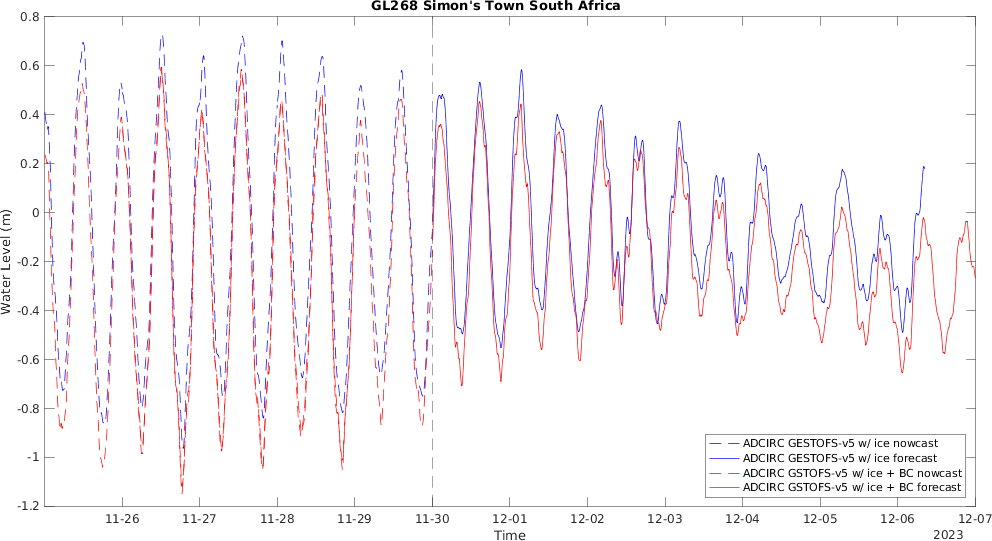 GL268 Simon's Town South Africa
Water Level (m)
0.8
0.6
0.4
0.2
0
-0.2
-0.4
-0.6
-0.8
-1
-1.2
ADCIRC GESTOFS-v5 w/ ice nowcast
ADCIRC GESTOFS-v5 w/ ice forecast
ADCIRC GSTOFS-v5 w/ ice + BC nowcast
ADCIRC GSTOFS-v5 w/ ice + BC forecast
11-26 11-27 11-28 11-29 11-30 12-01 12-02 12-03 12-04 12-05 12-06 12-07
Time
2023